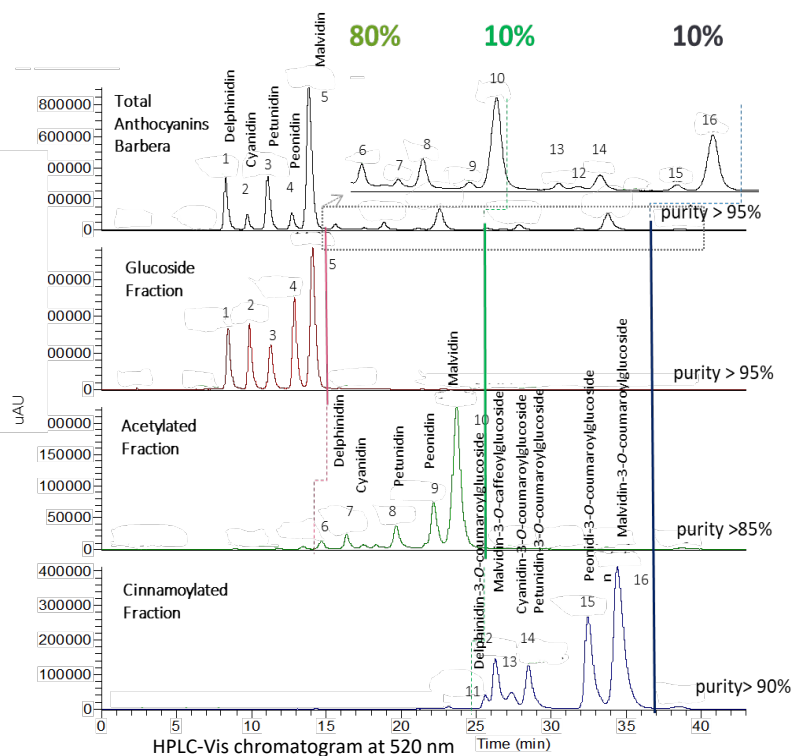 80%
10%
10%
Total
Anthocyanins
Barbera
Delphinidin
Cyanidin
Petunidin
Peonidin
Malvidin
1
2
3
4
5
6
7
8
9
10
13
12
14
15
16
800000
600000
purity > 95%
Glucoside
Fraction
1
2
3
4
5
purity > 95%
uAU
Acetylated
Fraction
Delphinidin
Cyanidin
Petunidin
Peonidin
Malvidin
6
7
8
9
10
150000
100000
50000
0
purity >85%
Delphinidin-3-O-coumaroylglucoside
Malvidin-3-O-caffeoylglucoside
Cyanidin-3-O-coumaroylglucoside
Petunidin-3-O-coumaroylglucoside
Peonidi-3-O-coumaroylglucoside
n
Malvidin-3-O-coumaroylglucoside
Cinnamoylated
Fraction
11
12
13
14
15
16
400000
300000
200000
100000
0
purity> 90%
0
5
10
15
20
25
30
35
40
HPLC-Vis chromatogram at 520 nm
Time (min)